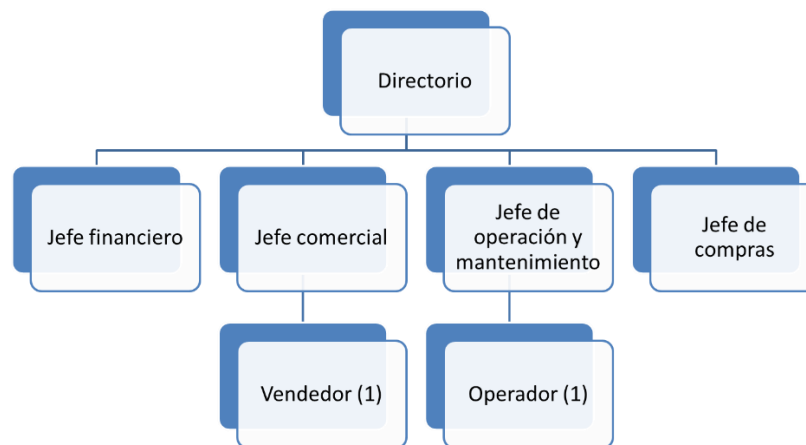 Directorio
Jefe financiero
Jefe comercial
Jefe de
operación y
mantenimiento
Jefe de
compras
Vendedor (1)
Operador (1)